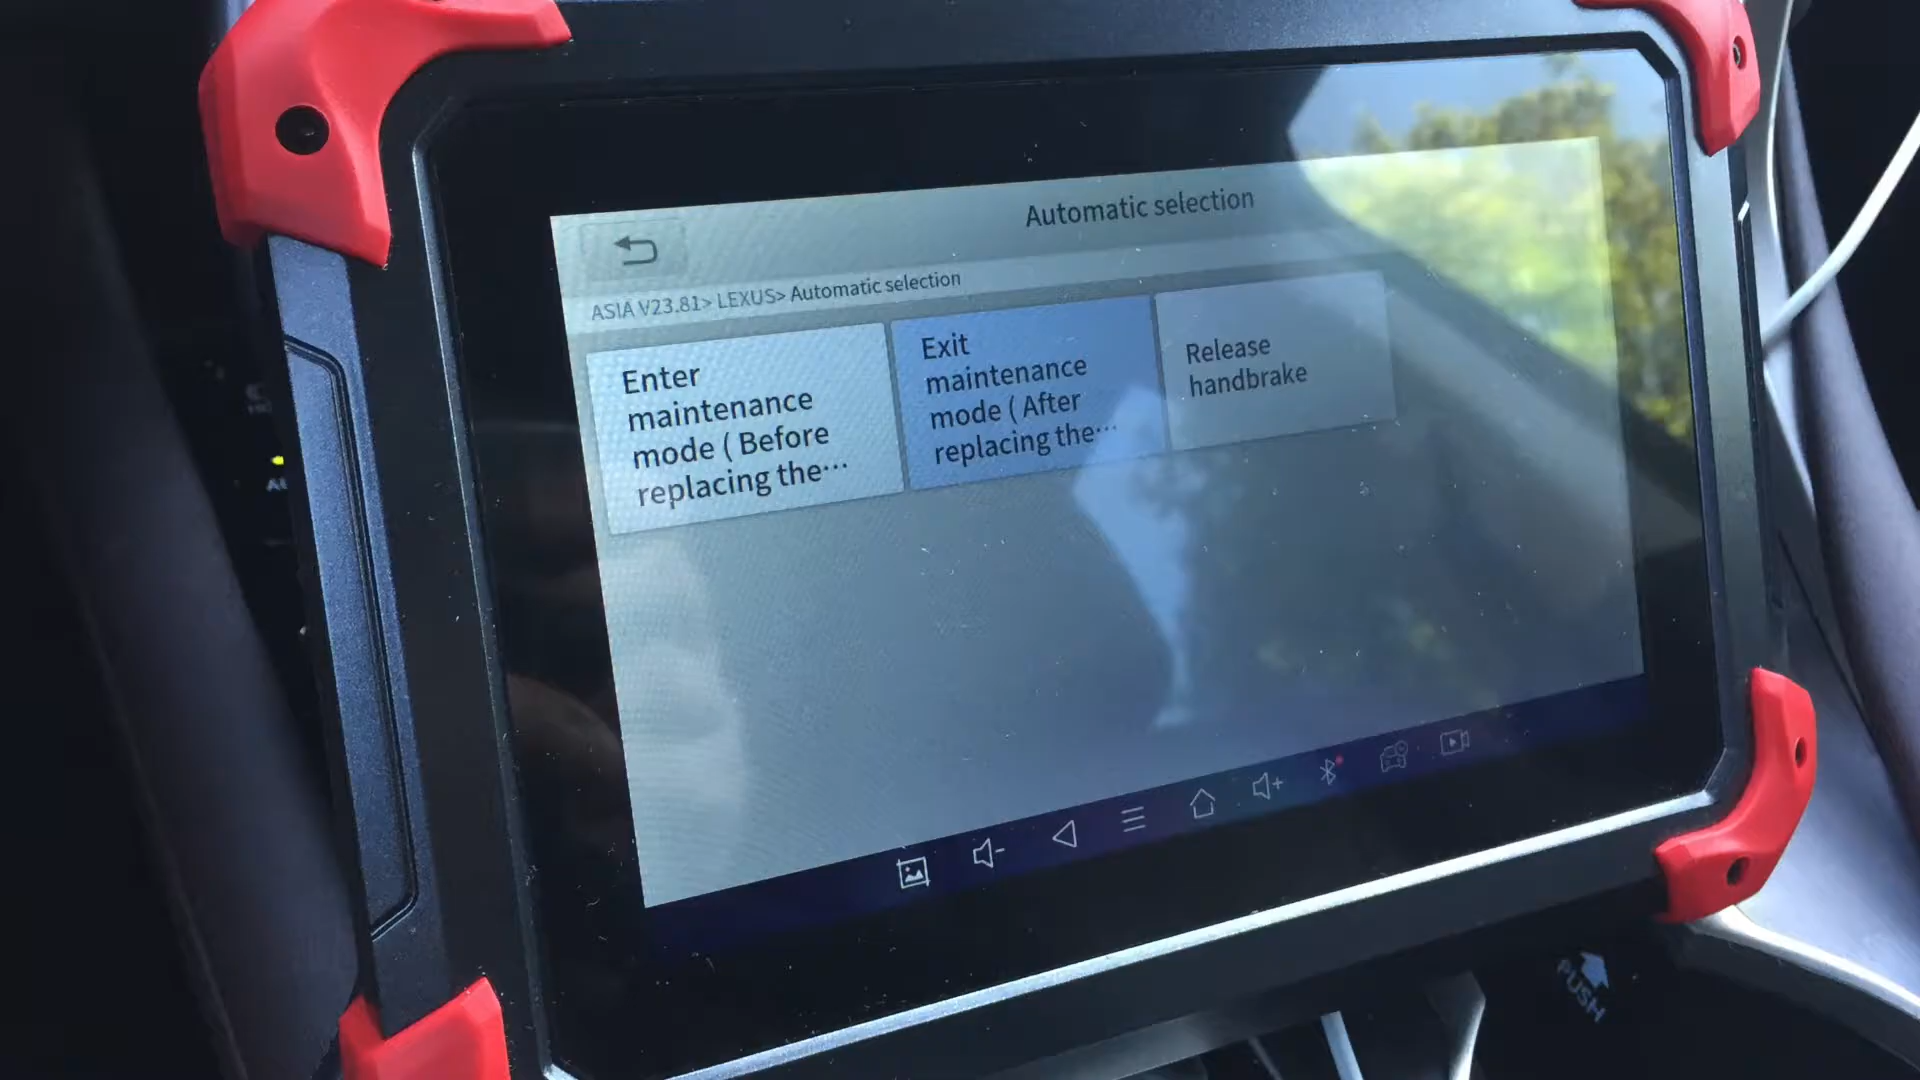 Automatic selection
ASIA V23.81> LEXUS> Automatic selection
Enter
maintenance
mode ( Before
replacing the…
Exit
maintenance
mode ( After
replacing the…
Release
handbrake
PUSH